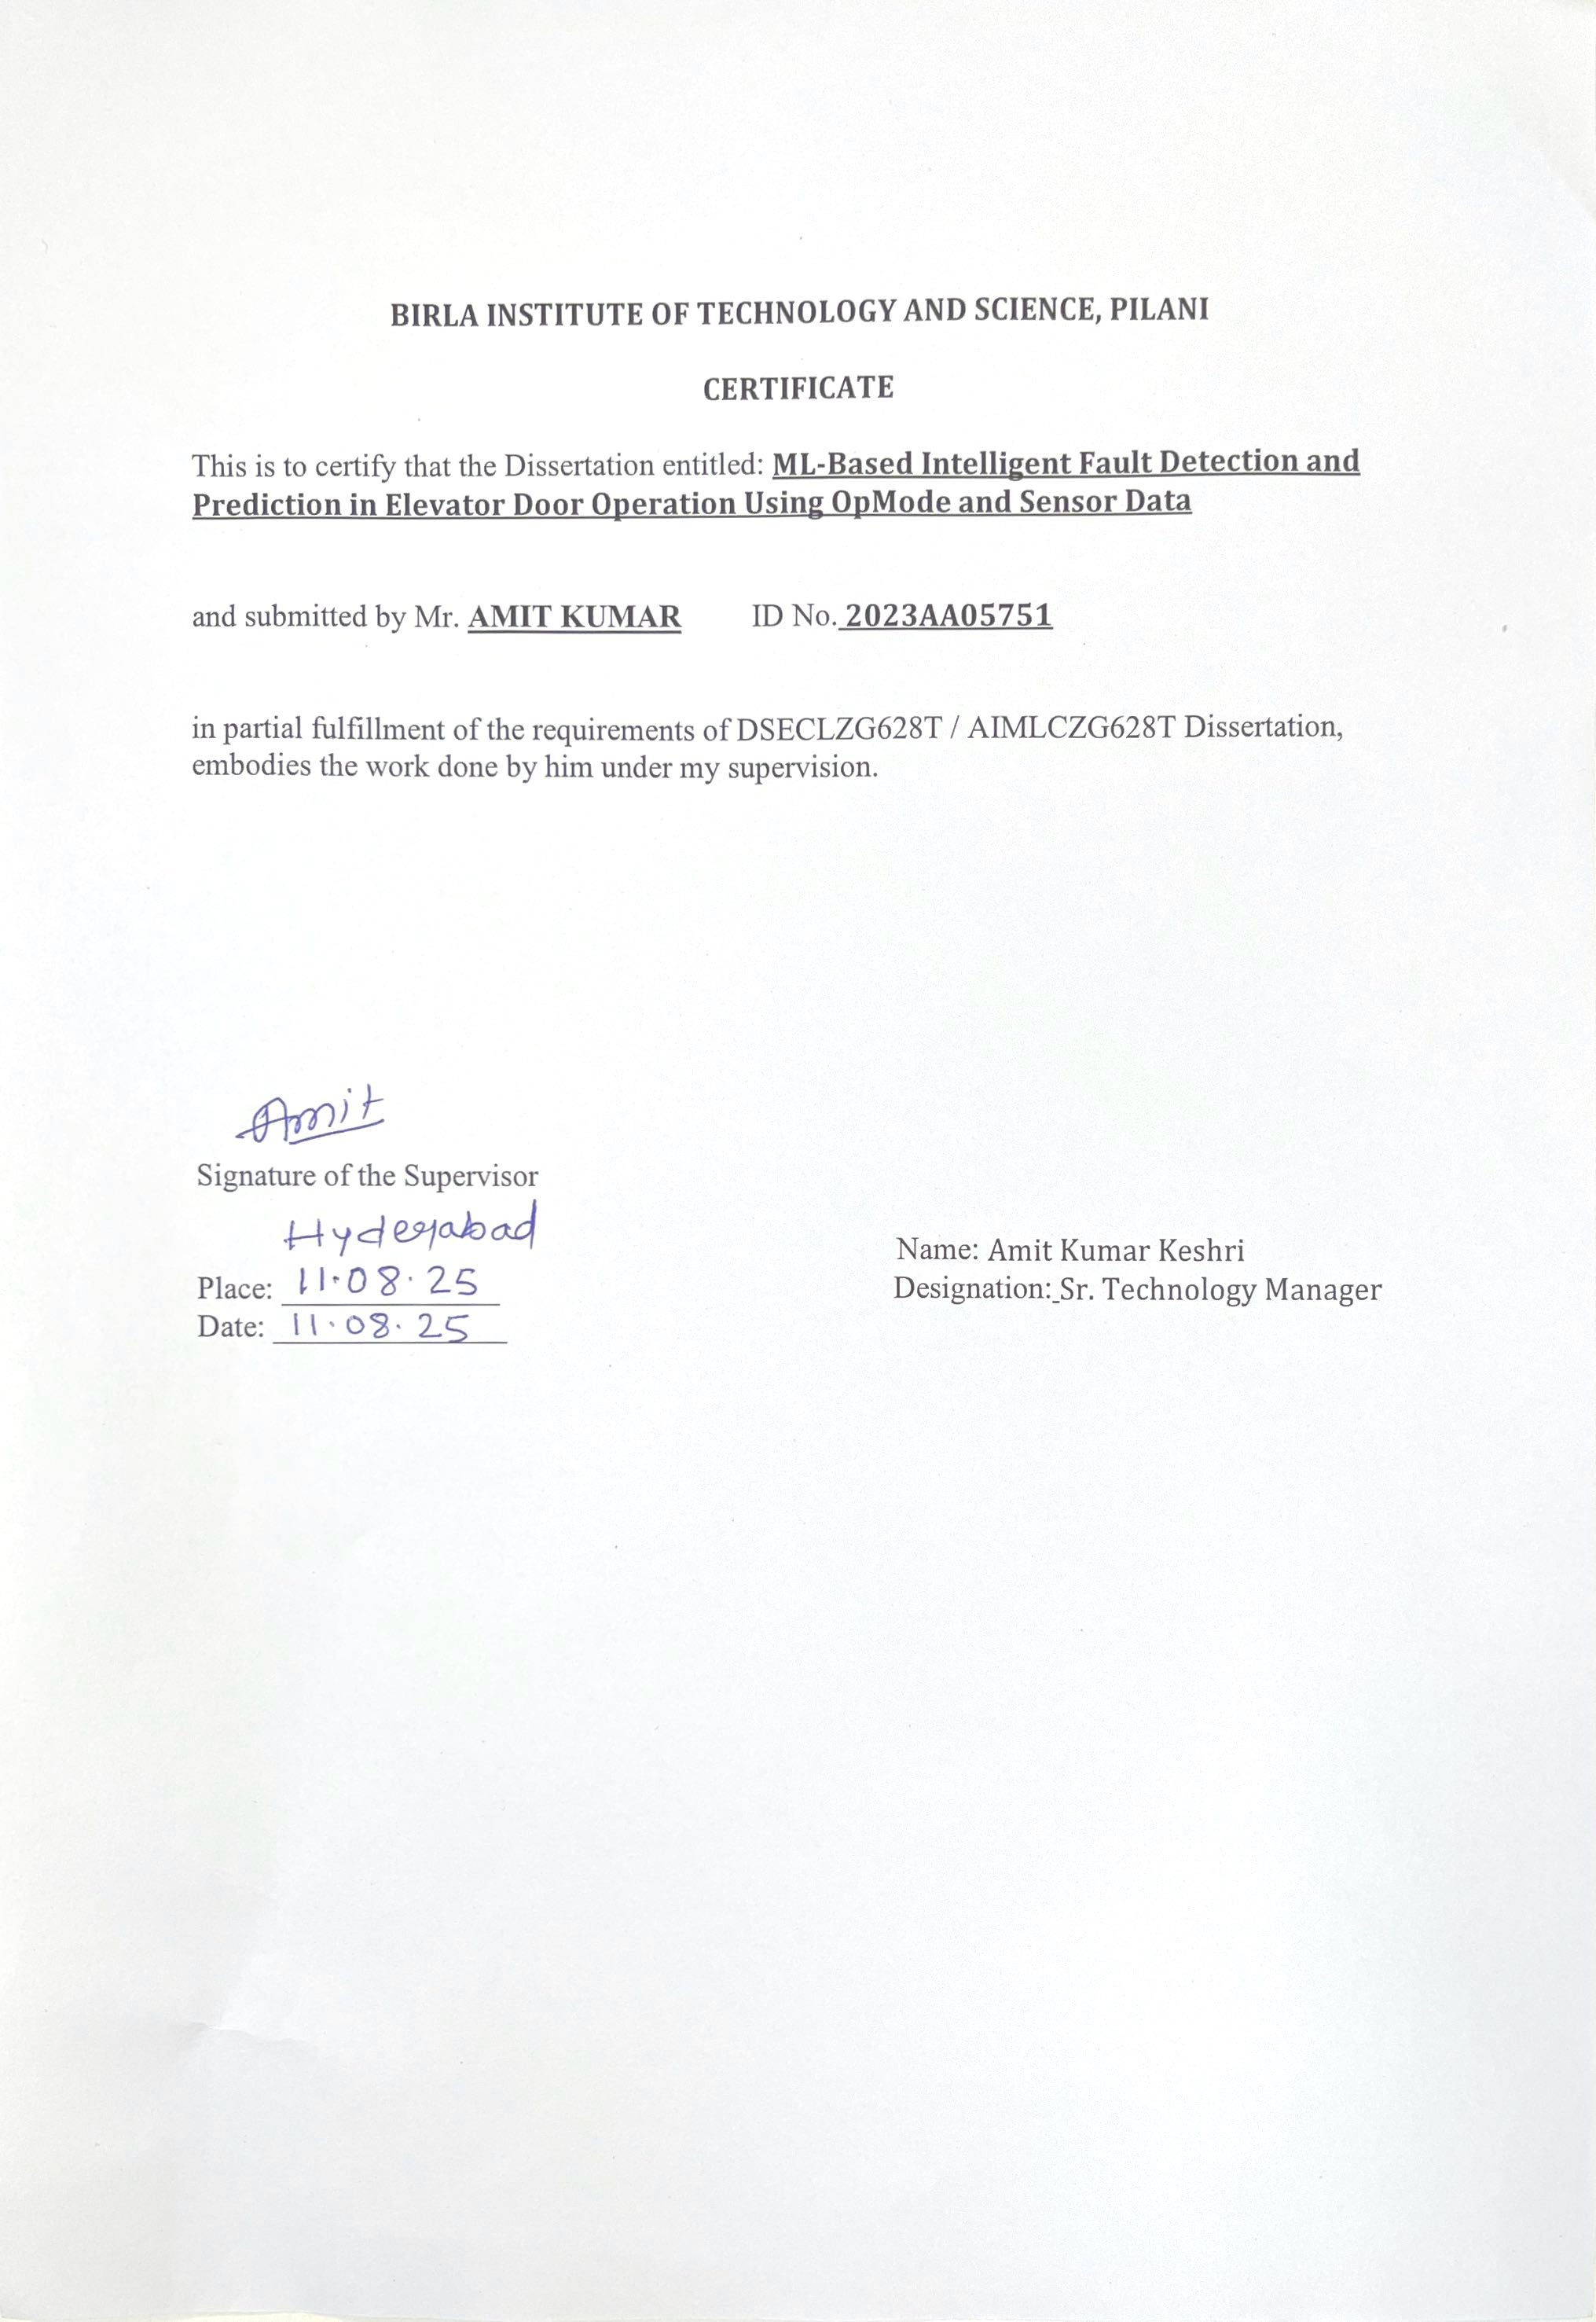 BIRLA INSTITUTE OF TECHNOLOGY AND SCIENCE, PILANI
CERTIFICATE
This is to certify that the Dissertation entitled: ML-Based Intelligent Fault Detection and
Prediction in Elevator Door Operation Using OpMode and Sensor Data
and submitted by Mr. AMIT KUMAR ID No. 2023AA05751
in partial fulfillment of the requirements of DSECLZG628T / AIMLCZG628T Dissertation,
embodies the work done by him under my supervision.
Amit
Signature of the Supervisor
Hyderabad
Place: 11.08.25
Date: 11.08.25
Name: Amit Kumar Keshri
Designation: Sr. Technology Manager